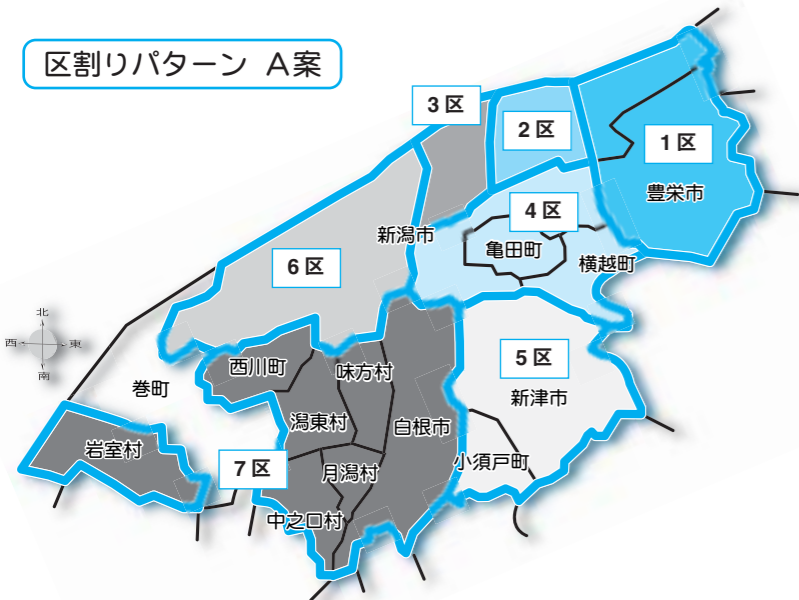 区割りパターン A案
3区
2区
1区
豊栄市
4区
新潟市
亀田町
横越町
6区
北
西
東
南
5区
西川町
味方村
新津市
巻町
潟東村
白根市
岩室村
7区
月潟村
小須戸町
中之口村